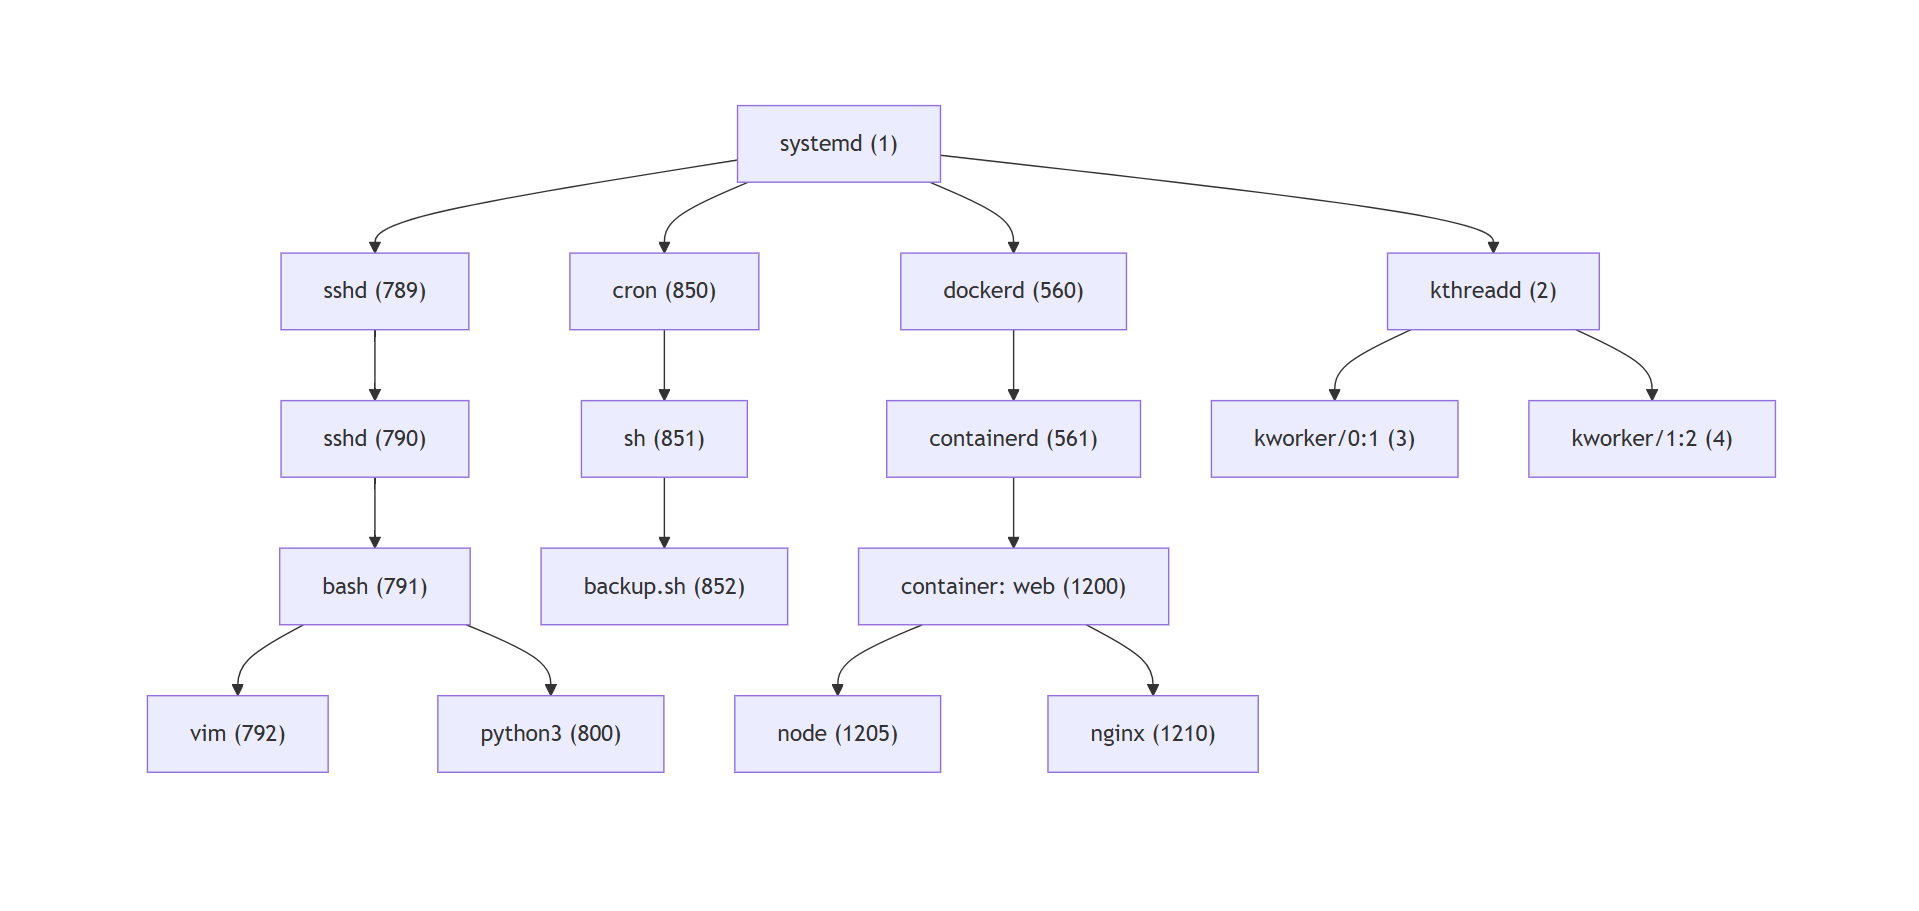 systemd (1)
sshd (789)
cron (850)
dockerd (560)
kthreadd (2)
sshd (790)
sh (851)
containerd (561)
kworker/0:1 (3)
kworker/1:2 (4)
bash (791)
backup.sh (852)
container: web (1200)
vim (792)
python3 (800)
node (1205)
nginx (1210)